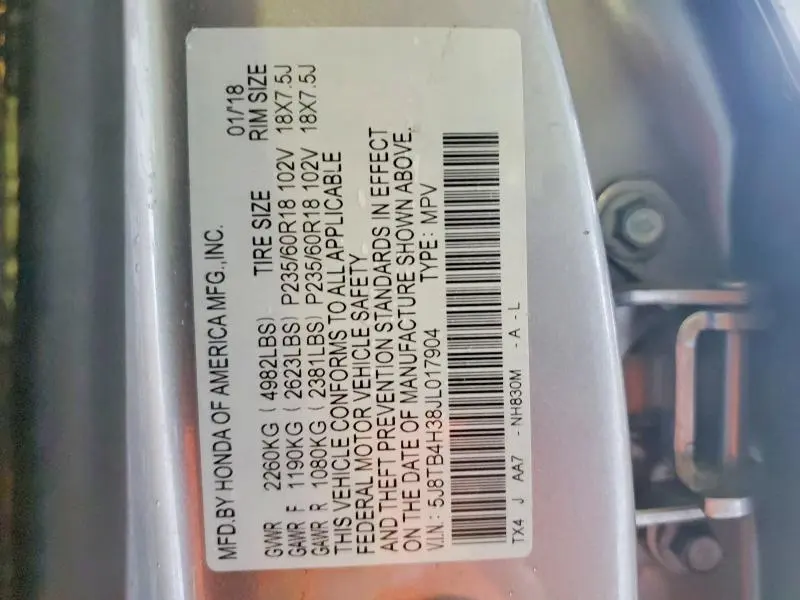 MFD.BY HONDA OF AMERICA MFG.,INC. 01/'18
GVWR 2260KG ( 4982LBS) TIRE SIZE RIM SIZE
GAWR F 1190KG ( 2623LBS) P235/60R18 102V 18X7.5J
GAWR R 1080KG ( 2381LBS) P235/60R18 102V 18X7.5J
THIS VEHICLE CONFORMS TO ALL APPLICABLE
FEDERAL MOTOR VEHICLE SAFETY
AND THEFT PREVENTION STANDARDS IN EFFECT
ON THE DATE OF MANUFACTURE SHOWN ABOVE.
V.I.N.: 5J8TB4H38JL017904 TYPE: MPV
TX4 J AA7 - NH830M - A - L